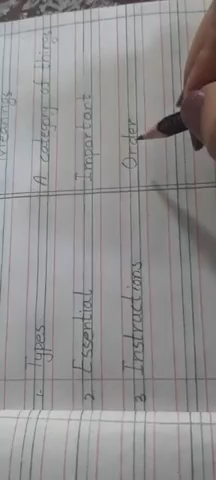 Meanings
1. Types A category of things
2. Essential Important
3. Instructions Order